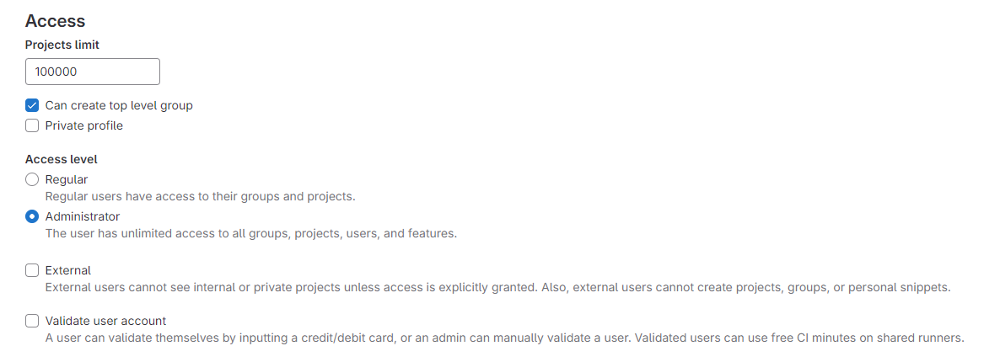 Access
Projects limit
100000
Can create top level group
Private profile
Access level
Regular
Regular users have access to their groups and projects.
Administrator
The user has unlimited access to all groups, projects, users, and features.
External
External users cannot see internal or private projects unless access is explicitly granted. Also, external users cannot create projects, groups, or personal snippets.
Validate user account
A user can validate themselves by inputting a credit/debit card, or an admin can manually validate a user. Validated users can use free CI minutes on shared runners.